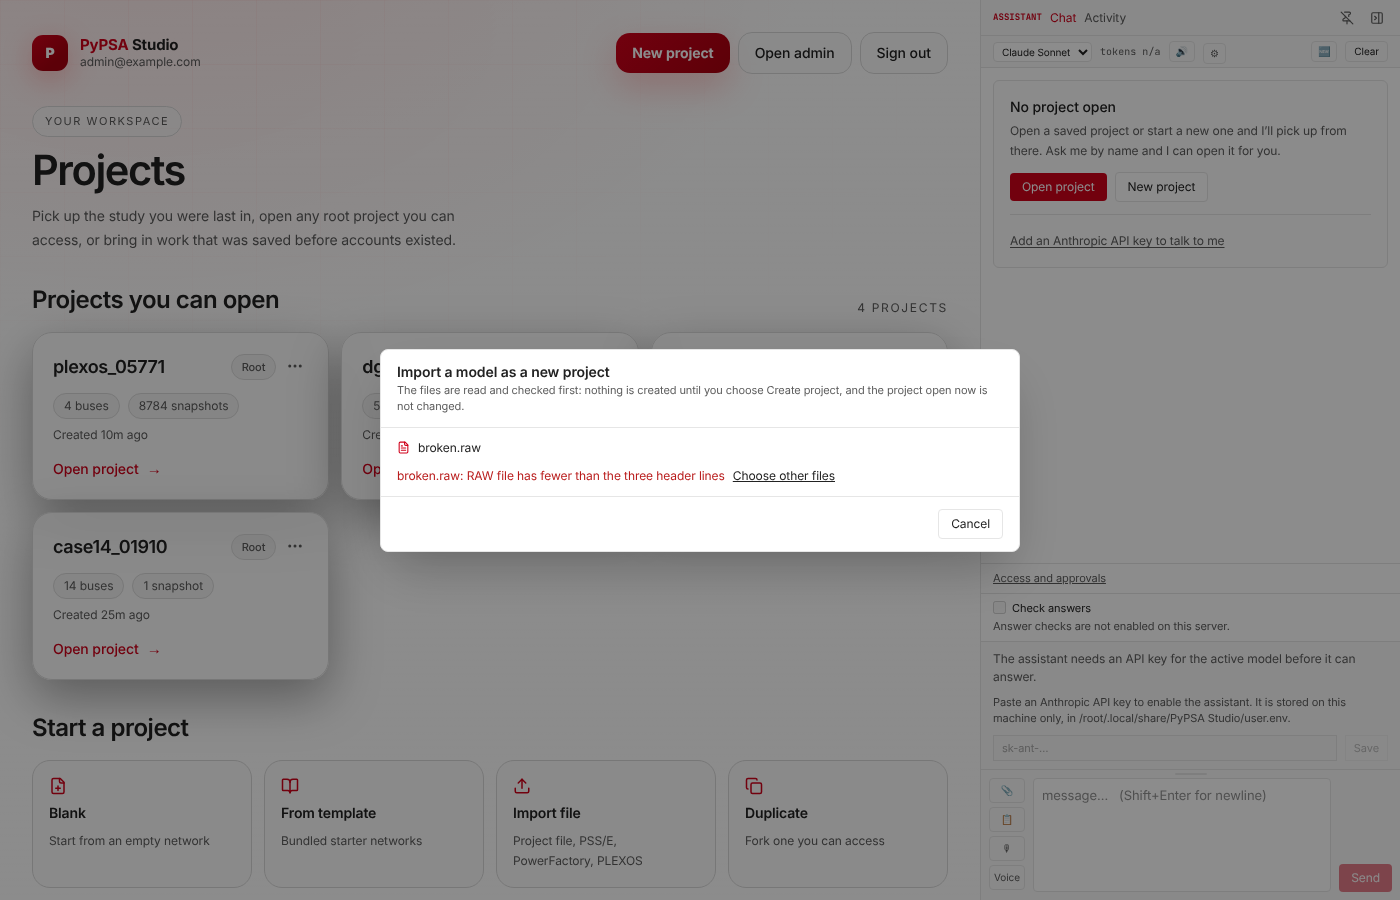 P
PyPSA Studio
admin@example.com
New project
Open admin
Sign out
YOUR WORKSPACE
Projects
Pick up the study you were last in, open any root project you can
access, or bring in work that was saved before accounts existed.
Projects you can open
4 PROJECTS
plexos_05771
Root
4 buses
8784 snapshots
Created 10m ago
Open project →
case14_01910
Root
14 buses
1 snapshot
Created 25m ago
Open project →
Import a model as a new project
The files are read and checked first: nothing is created until you choose Create project, and the project open now is
not changed.
broken.raw
broken.raw: RAW file has fewer than the three header lines Choose other files
Cancel
Start a project
Blank
Start from an empty network
From template
Bundled starter networks
Import file
Project file, PSS/E,
PowerFactory, PLEXOS
Duplicate
Fork one you can access
ASSISTANT Chat Activity
Claude Sonnet
tokens n/a
Clear
No project open
Open a saved project or start a new one and I'll pick up from
there. Ask me by name and I can open it for you.
Open project
New project
Add an Anthropic API key to talk to me
Access and approvals
Check answers
Answer checks are not enabled on this server.
The assistant needs an API key for the active model before it can
answer.
Paste an Anthropic API key to enable the assistant. It is stored on this
machine only, in /root/.local/share/PyPSA Studio/user.env.
sk-ant-...
Save
message... (Shift+Enter for newline)
Voice
Send